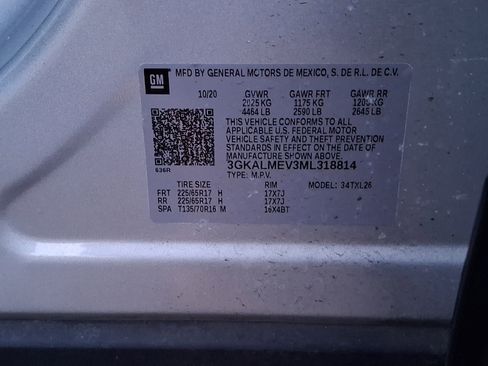 GM MFD BY GENERAL MOTORS DE MEXICO, S. DE R.L. DE C.V.
10/20 GVWR GAWR FRT GAWR RR
2025 KG 1175 KG 1200 KG
4464 LB 2590 LB 2645 LB
THIS VEHICLE CONFORMS TO ALL
APPLICABLE U.S. FEDERAL MOTOR
VEHICLE SAFETY AND THEFT PREVENTION
STANDARDS IN EFFECT ON THE DATE OF
MANUFACTURE SHOWN ABOVE.
3GKALMEV3ML318814
636R TYPE: M.P.V.
TIRE SIZE RIM MODEL: 34TXL26
FRT 225/65R17 H 17X7J
RR 225/65R17 H 17X7J
SPA T135/70R16 M 16X4BT